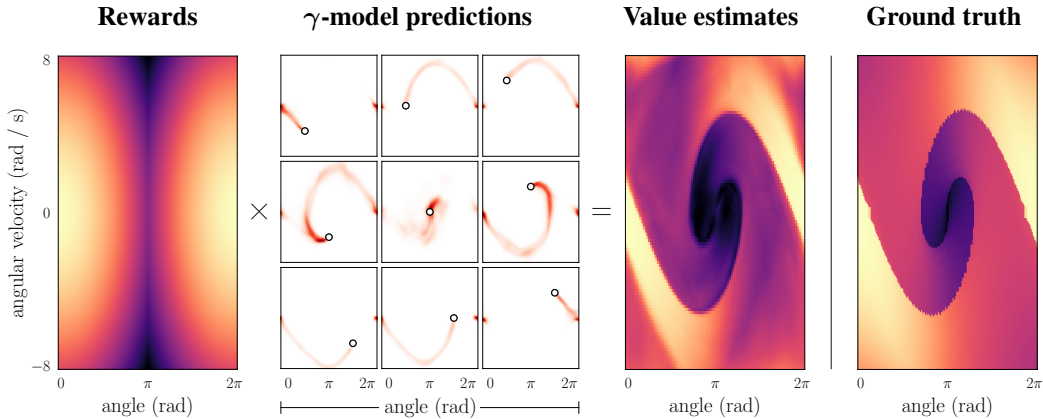 Rewards
γ-model predictions
Value estimates
Ground truth
angular velocity (rad / s)
8
0
−8
×
=
0 π 2π
0 π 2π
0 π 2π
0 π 2π
0 π 2π
0 π 2π
angle (rad)
angle (rad)
angle (rad)
angle (rad)